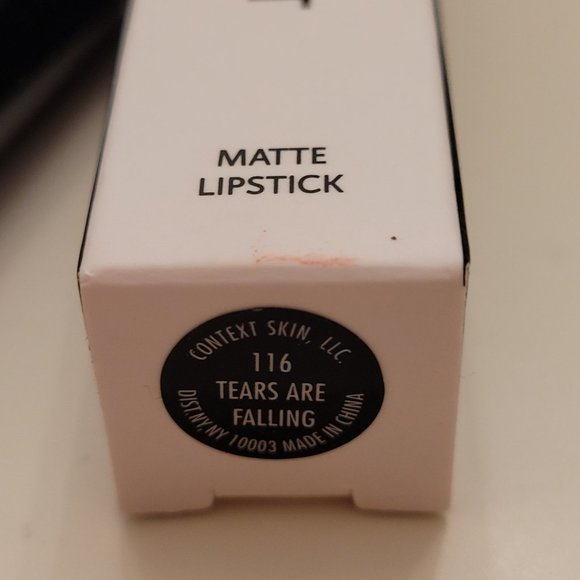 MATTE
LIPSTICK
CONTEXT SKIN, LLC.
116
TEARS ARE
FALLING
DIST.NY,NY 10003 MADE IN CHINA